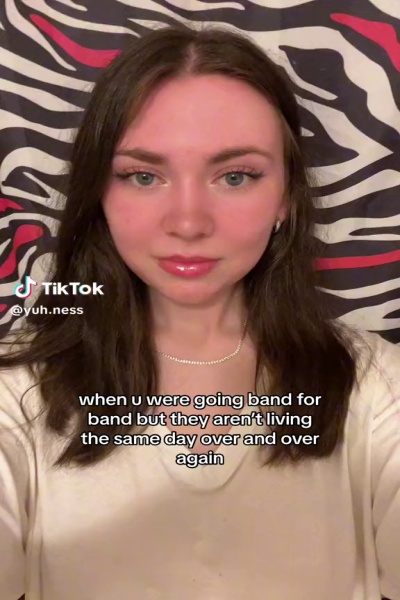 TikTok
@yuh.ness
when u were going band for
band but they aren't living
the same day over and over
again